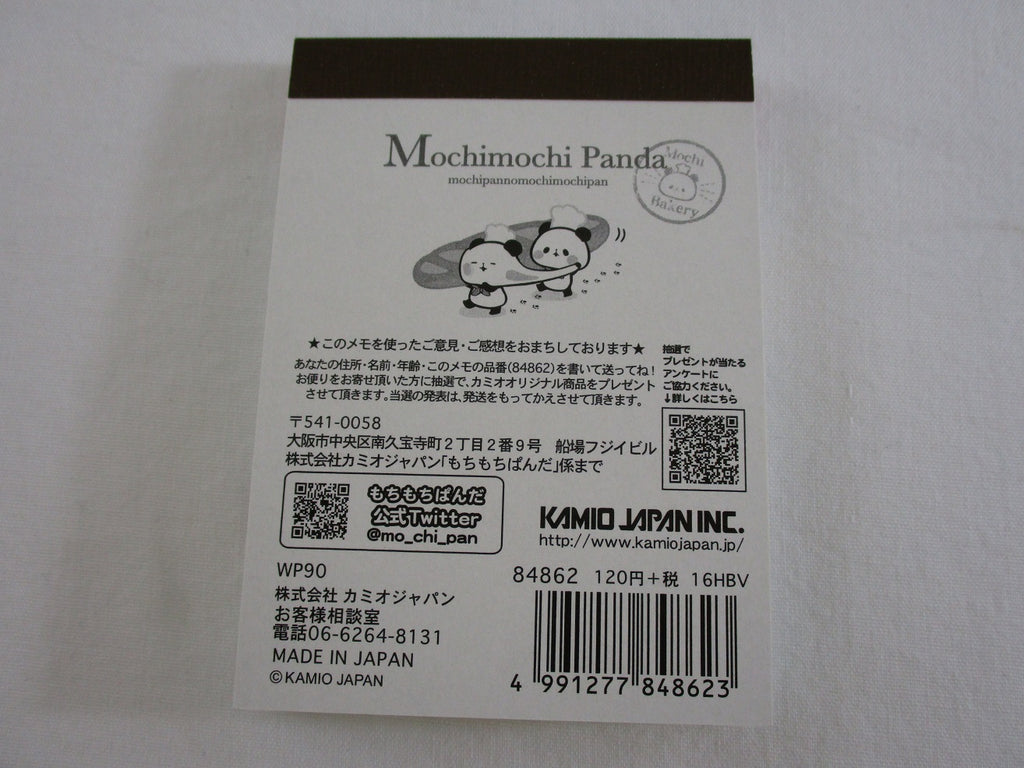 Mochimochi Panda
mochipannomochimochipan
Mochi
Bakery
★このメモを使ったご意見・ご感想をおまちしております★
あなたの住所・名前・年齢・このメモの品番(84862)を書いて送ってね!
お便りをお寄せ頂いた方に抽選で、カミオオリジナル商品をプレゼント
させて頂きます。当選の発表は、発送をもってかえさせて頂きます。
抽選で
プレゼントが当たる
アンケートに
ご協力ください。
↓詳しくはこちら
〒541-0058
大阪市中央区南久宝寺町2丁目2番9号 船場フジイビル
株式会社カミオジャパン「もちもちぱんだ」係まで
もちもちぱんだ
公式Twitter
@mo_chi_pan
KAMIO JAPAN INC.
http://www.kamiojapan.jp/
WP90
株式会社 カミオジャパン
お客様相談室
電話06-6264-8131
MADE IN JAPAN
©KAMIO JAPAN
84862 120円+税 16HBV
4 991277 848623